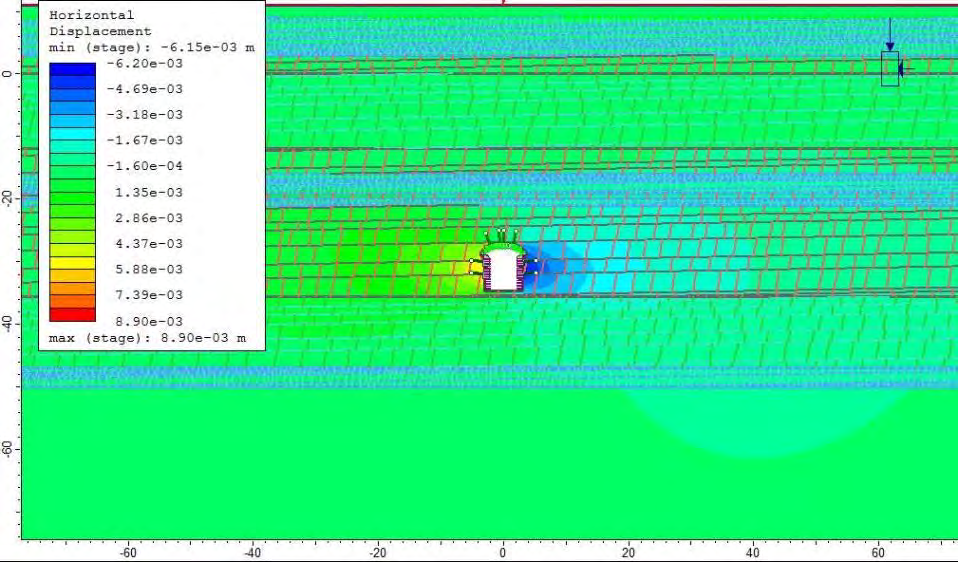 Horizontal
Displacement
min (stage): -6.15e-03 m
-6.20e-03
-4.69e-03
-3.18e-03
-1.67e-03
-1.60e-04
1.35e-03
2.86e-03
4.37e-03
5.88e-03
7.39e-03
8.90e-03
max (stage): 8.90e-03 m
0
-20
-40
-60
-60
-40
-20
0
20
40
60